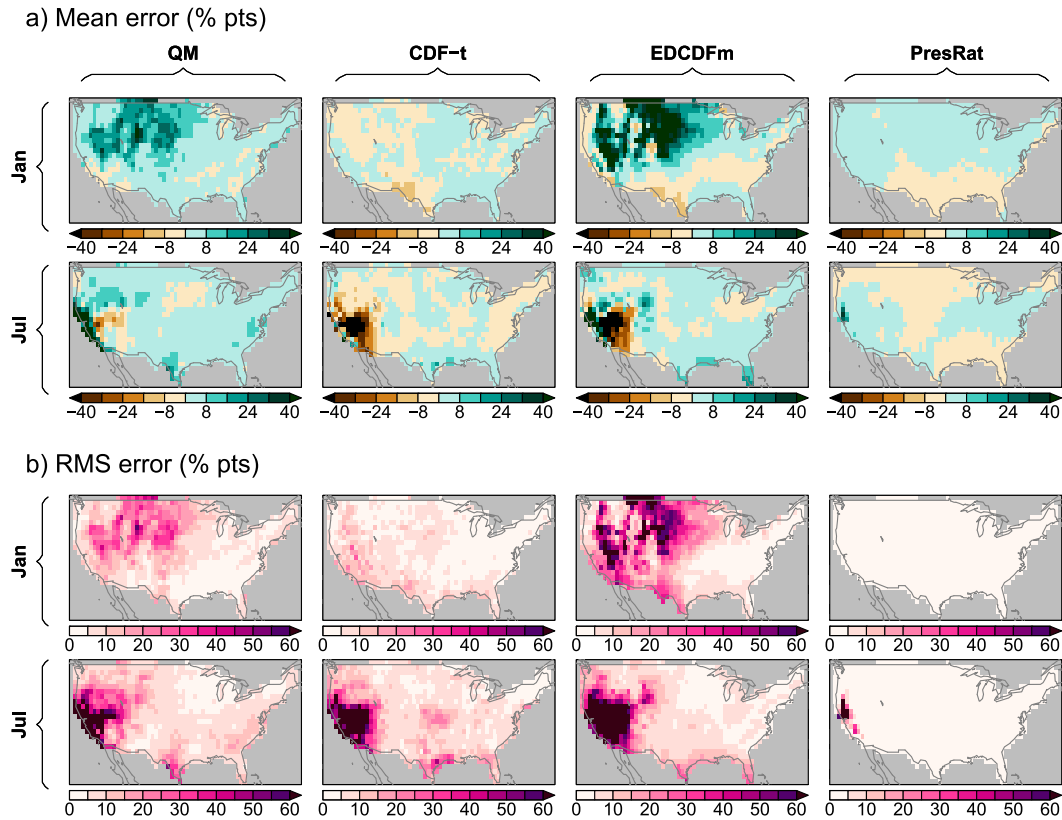 a) Mean error (% pts)
QM CDF−t EDCDFm PresRat
Jan
−40 −24 −8 8 24 40 −40 −24 −8 8 24 40 −40 −24 −8 8 24 40 −40 −24 −8 8 24 40
Jul
−40 −24 −8 8 24 40 −40 −24 −8 8 24 40 −40 −24 −8 8 24 40 −40 −24 −8 8 24 40
b) RMS error (% pts)
Jan
0 10 20 30 40 50 60 0 10 20 30 40 50 60 0 10 20 30 40 50 60 0 10 20 30 40 50 60
Jul
0 10 20 30 40 50 60 0 10 20 30 40 50 60 0 10 20 30 40 50 60 0 10 20 30 40 50 60